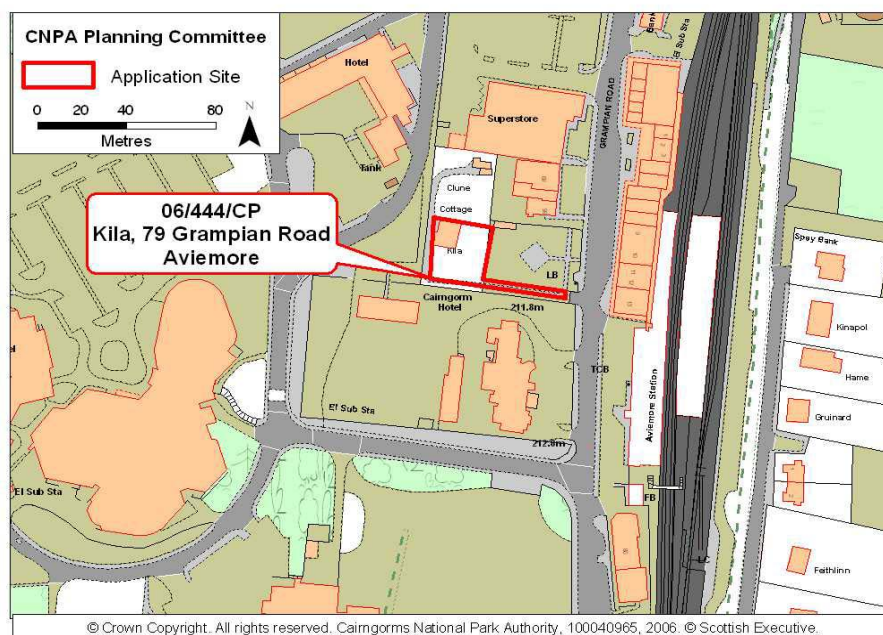 CNPA Planning Committee
Application Site
0 20 40 80
Metres
N
Hotel
Bank
El Sub Sta
Superstore
GRAMPIAN ROAD
Tank
Clune
Cottage
06/444/CP
Kila, 79 Grampian Road
Aviemore
Kila
LB
Spey Bank
Cairngorm
Hotel
211.8m
Kinapol
TCB
Hame
Aviemore Station
Gruinard
El Sub Sta
212.8m
El Sub Sta
FB
LC
Feithlinn
© Crown Copyright. All rights reserved. Cairngorms National Park Authority, 100040965, 2006. © Scottish Executive.